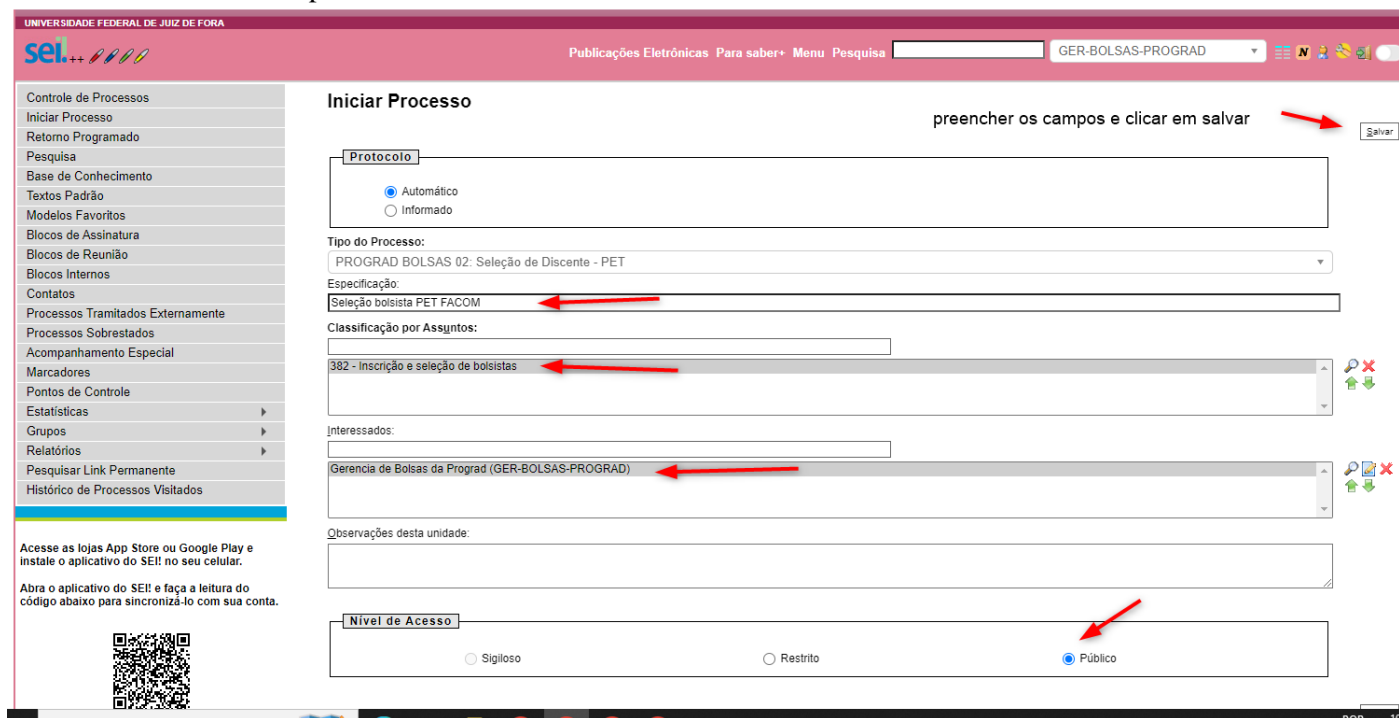 UNIVERSIDADE FEDERAL DE JUIZ DE FORA
sei!++
Publicações Eletrônicas Para saber+ Menu Pesquisa GER-BOLSAS-PROGRAD
N
Controle de Processos
Iniciar Processo
Retorno Programado
Pesquisa
Base de Conhecimento
Textos Padrão
Modelos Favoritos
Blocos de Assinatura
Blocos de Reunião
Blocos Internos
Contatos
Processos Tramitados Externamente
Processos Sobrestados
Acompanhamento Especial
Marcadores
Pontos de Controle
Estatísticas
Grupos
Relatórios
Pesquisar Link Permanente
Histórico de Processos Visitados
Acesse as lojas App Store ou Google Play e
instale o aplicativo do SEI! no seu celular.
Abra o aplicativo do SEI! e faça a leitura do
código abaixo para sincronizá-lo com sua conta.
Iniciar Processo
preencher os campos e clicar em salvar
Salvar
Protocolo
Automático
Informado
Tipo do Processo:
PROGRAD BOLSAS 02: Seleção de Discente - PET
Especificação:
Seleção bolsista PET FACOM
Classificação por Assuntos:
382 - Inscrição e seleção de bolsistas
Interessados:
Gerencia de Bolsas da Prograd (GER-BOLSAS-PROGRAD)
Observações desta unidade:
Nível de Acesso
Sigiloso
Restrito
Público